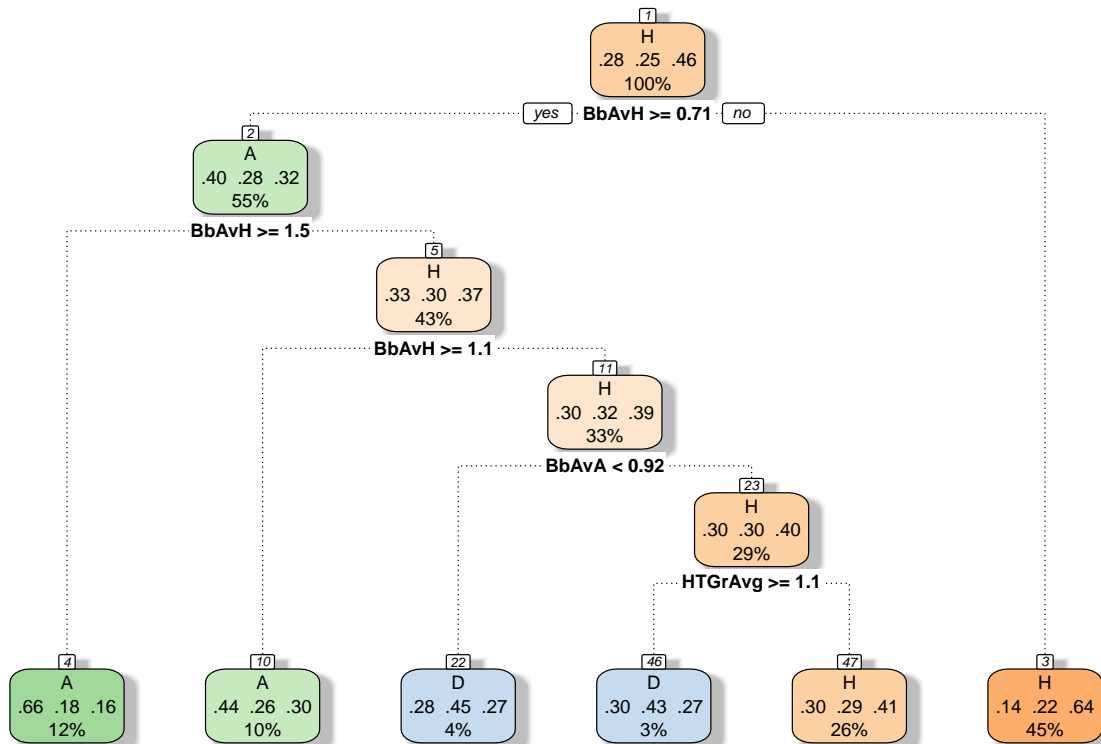 1
H
.28 .25 .46
100%
yes BbAvH >= 0.71 no
2
A
.40 .28 .32
55%
BbAvH >= 1.5
5
H
.33 .30 .37
43%
BbAvH >= 1.1
11
H
.30 .32 .39
33%
BbAvA < 0.92
23
H
.30 .30 .40
29%
HTGrAvg >= 1.1
4
A
.66 .18 .16
12%
10
A
.44 .26 .30
10%
22
D
.28 .45 .27
4%
46
D
.30 .43 .27
3%
47
H
.30 .29 .41
26%
3
H
.14 .22 .64
45%